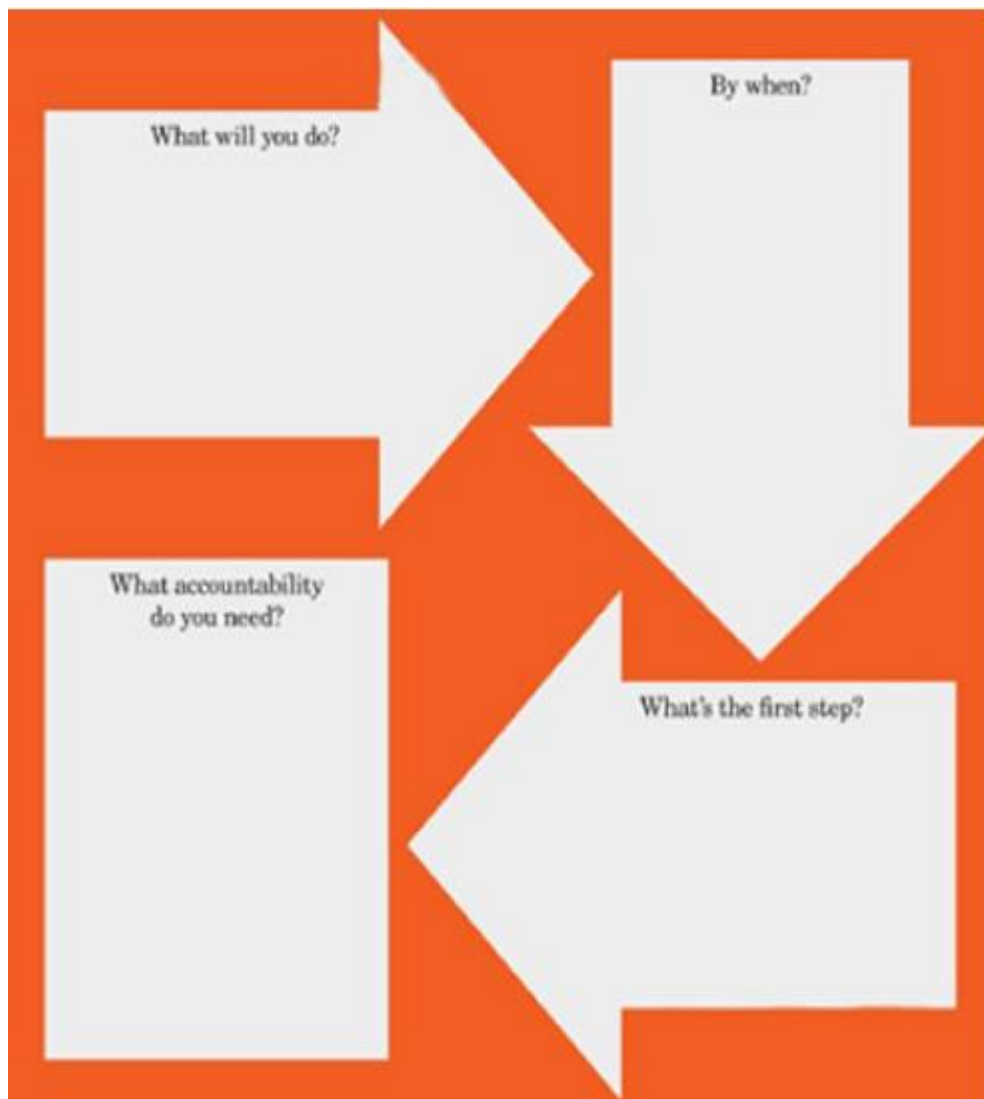 What will you do?
By when?
What's the first step?
What accountability
do you need?